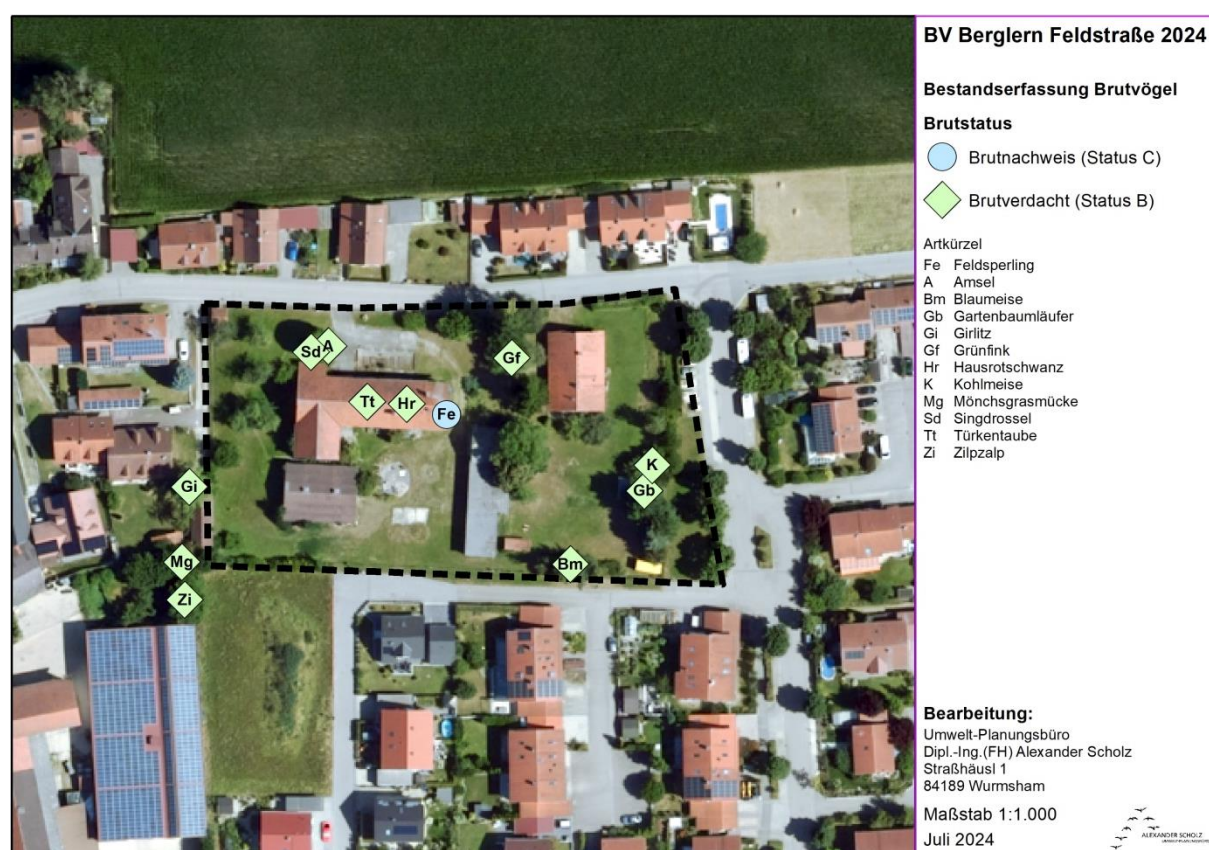 BV Berglern Feldstraße 2024
Bestandserfassung Brutvögel
Brutstatus
Brutnachweis (Status C)
Brutverdacht (Status B)
Artkürzel
Fe Feldsperling
A Amsel
Bm Blaumeise
Gb Gartenbaumläufer
Gi Girlitz
Gf Grünfink
Hr Hausrotschwanz
K Kohlmeise
Mg Mönchsgrasmücke
Sd Singdrossel
Tt Türkentaube
Zi Zilpzalp
Sd A
Gf
Tt Hr Fe
K
Gi Gb
Mg Bm
Zi
Bearbeitung:
Umwelt-Planungsbüro
Dipl.-Ing.(FH) Alexander Scholz
Straßhäusl 1
84189 Wurmsham
Maßstab 1:1.000
Juli 2024
ALEXANDER SCHOLZ